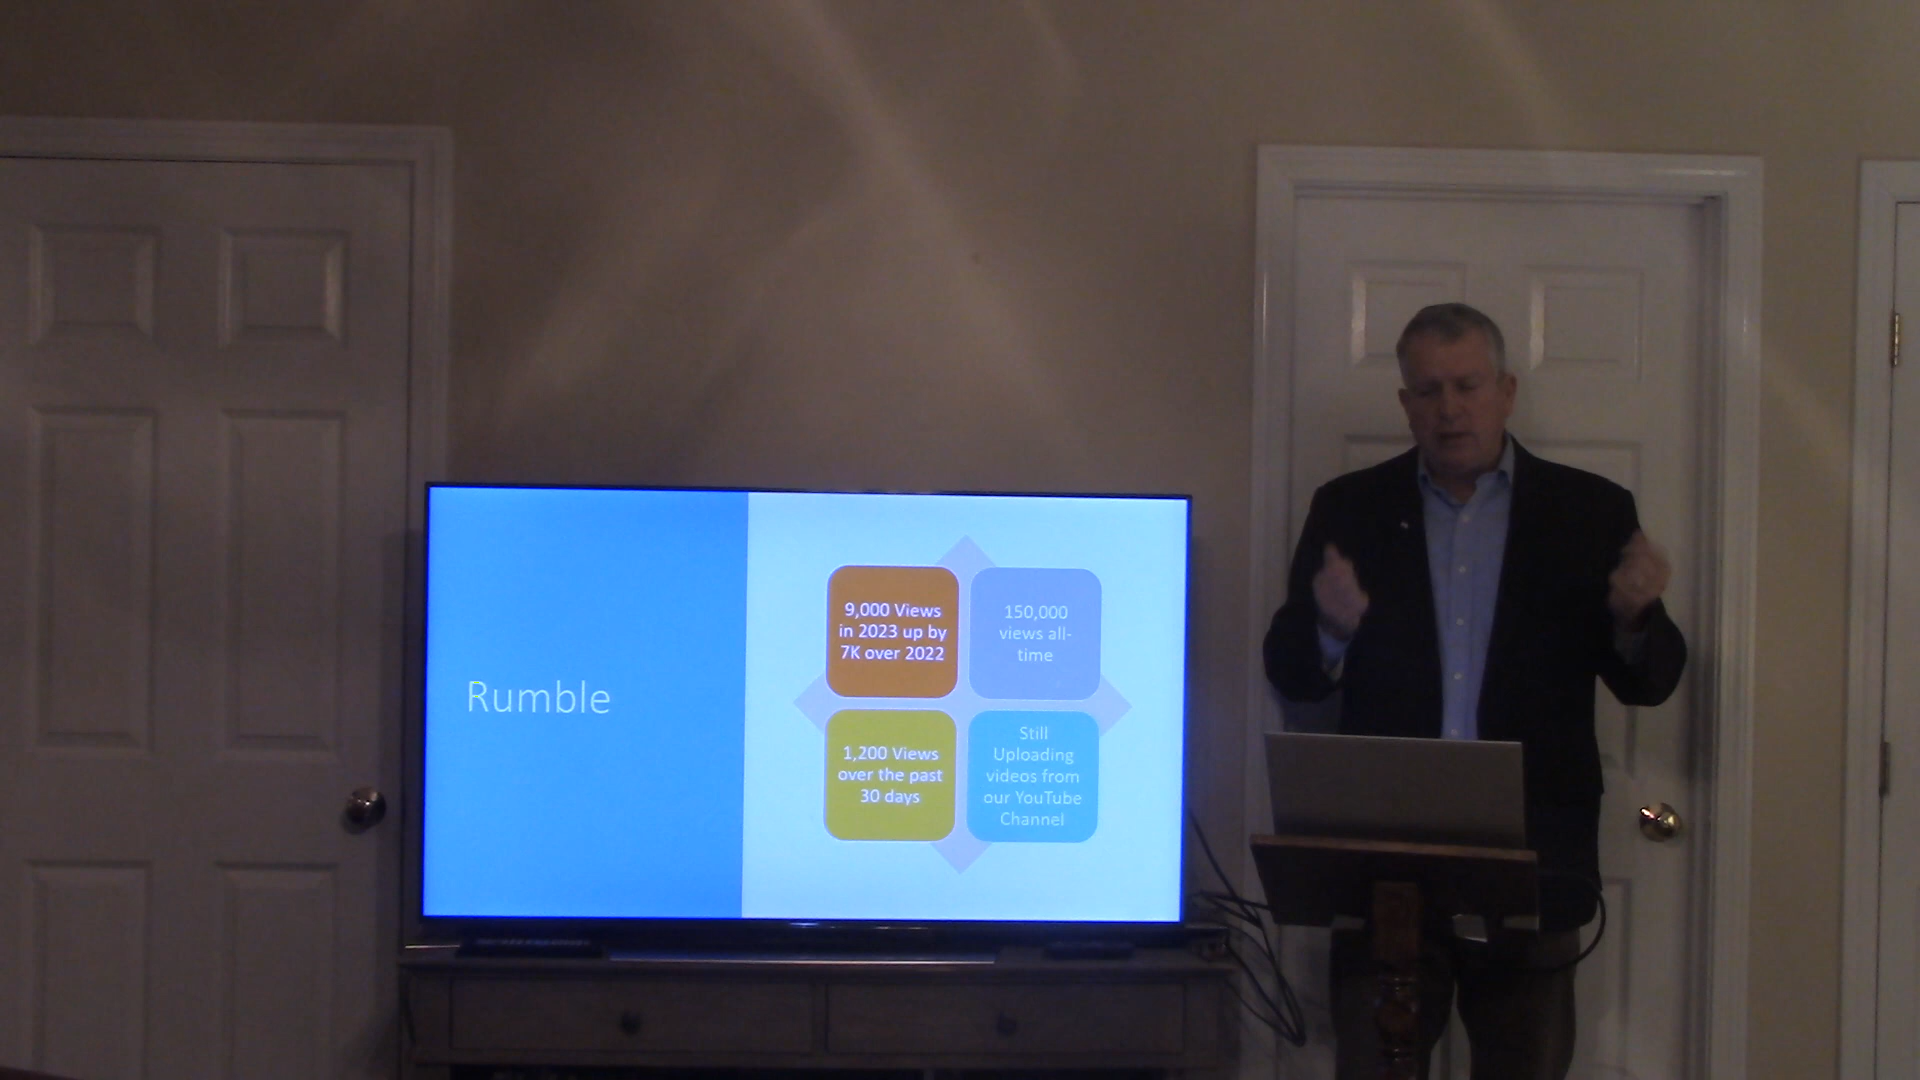 Rumble
9,000 Views
in 2023 up by
7K over 2022
150,000
views all-
time
1,200 Views
over the past
30 days
Still
Uploading
videos from
our YouTube
Channel